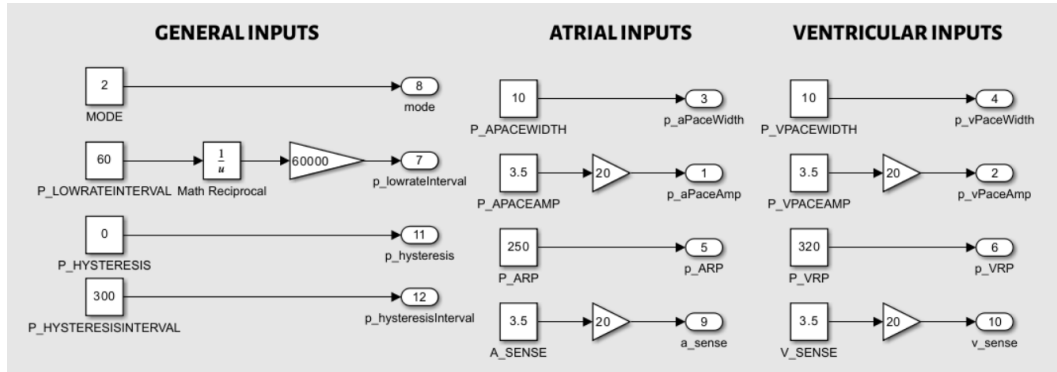 GENERAL INPUTS
2
MODE
8
mode
60
P_LOWRATEINTERVAL
1
u
Math Reciprocal
60000
7
p_lowrateInterval
0
P_HYSTERESIS
11
p_hysteresis
300
P_HYSTERESISINTERVAL
12
p_hysteresisInterval
ATRIAL INPUTS
10
P_APACEWIDTH
3
p_aPaceWidth
3.5
P_APACEAMP
20
1
p_aPaceAmp
250
P_ARP
5
p_ARP
3.5
A_SENSE
20
9
a_sense
VENTRICULAR INPUTS
10
P_VPACEWIDTH
4
p_vPaceWidth
3.5
P_VPACEAMP
20
2
p_vPaceAmp
320
P_VRP
6
p_VRP
3.5
V_SENSE
20
10
v_sense